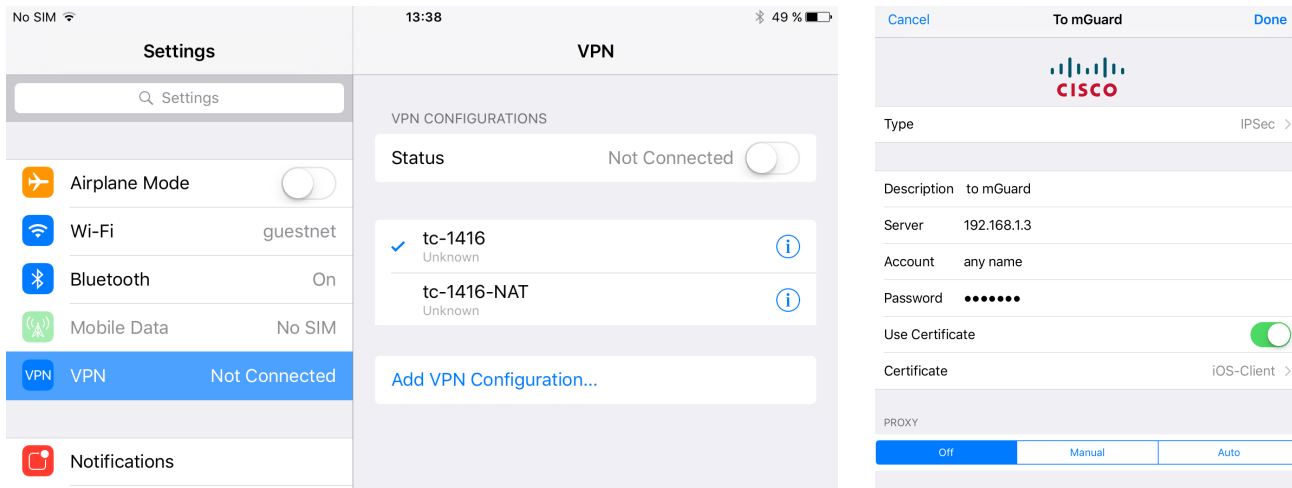 No SIM
Settings
Settings
Airplane Mode
Wi-Fi guestnet
Bluetooth On
Mobile Data No SIM
VPN VPN Not Connected
Notifications
13:38 49 %
VPN
VPN CONFIGURATIONS
Status Not Connected
tc-1416
Unknown
tc-1416-NAT
Unknown
Add VPN Configuration...
Cancel To mGuard Done
CISCO
Type IPSec
Description to mGuard
Server 192.168.1.3
Account any name
Password •••••••
Use Certificate
Certificate iOS-Client
PROXY
Off Manual Auto